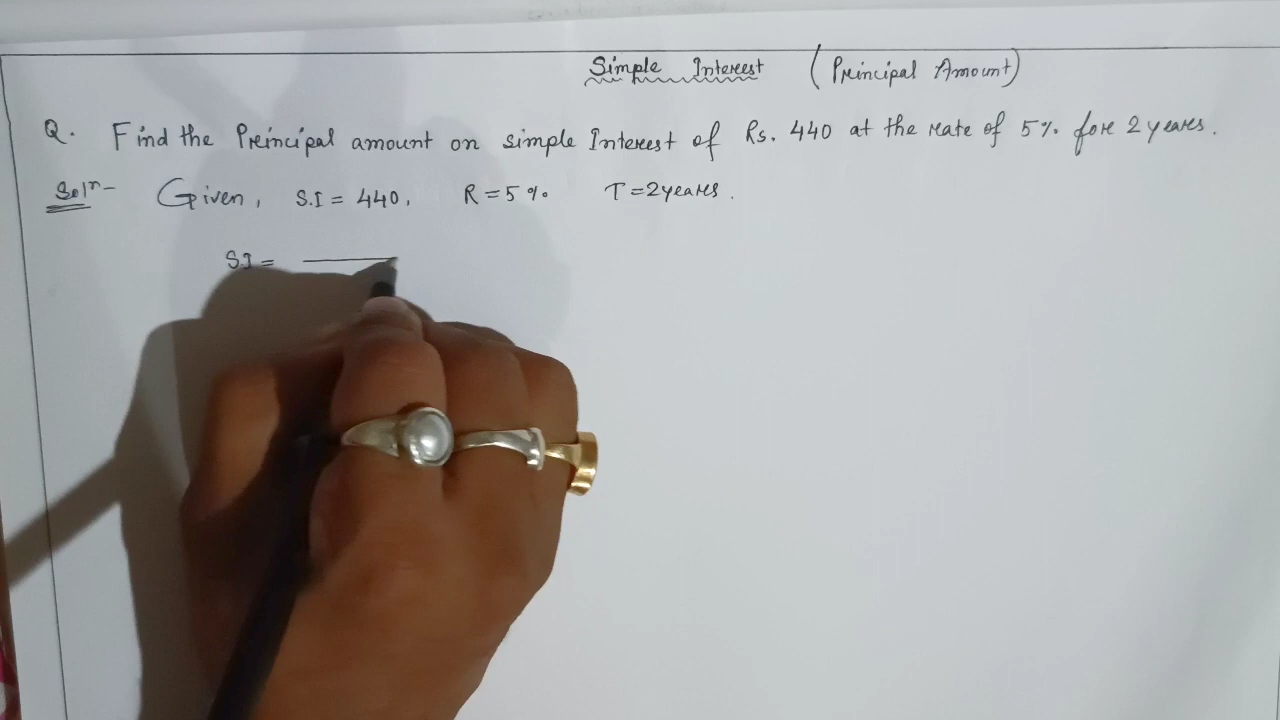 Simple Interest (Principal Amount)
Q. Find the Principal amount on simple Interest of Rs. 440 at the rate of 5% for 2 years.
Soln- Given, S.I = 440, R = 5% T = 2 years.
S.I =